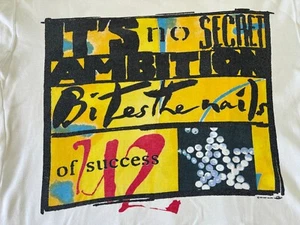 IT'S no SECRET
AMBITION
Bites the nails
of success
U2